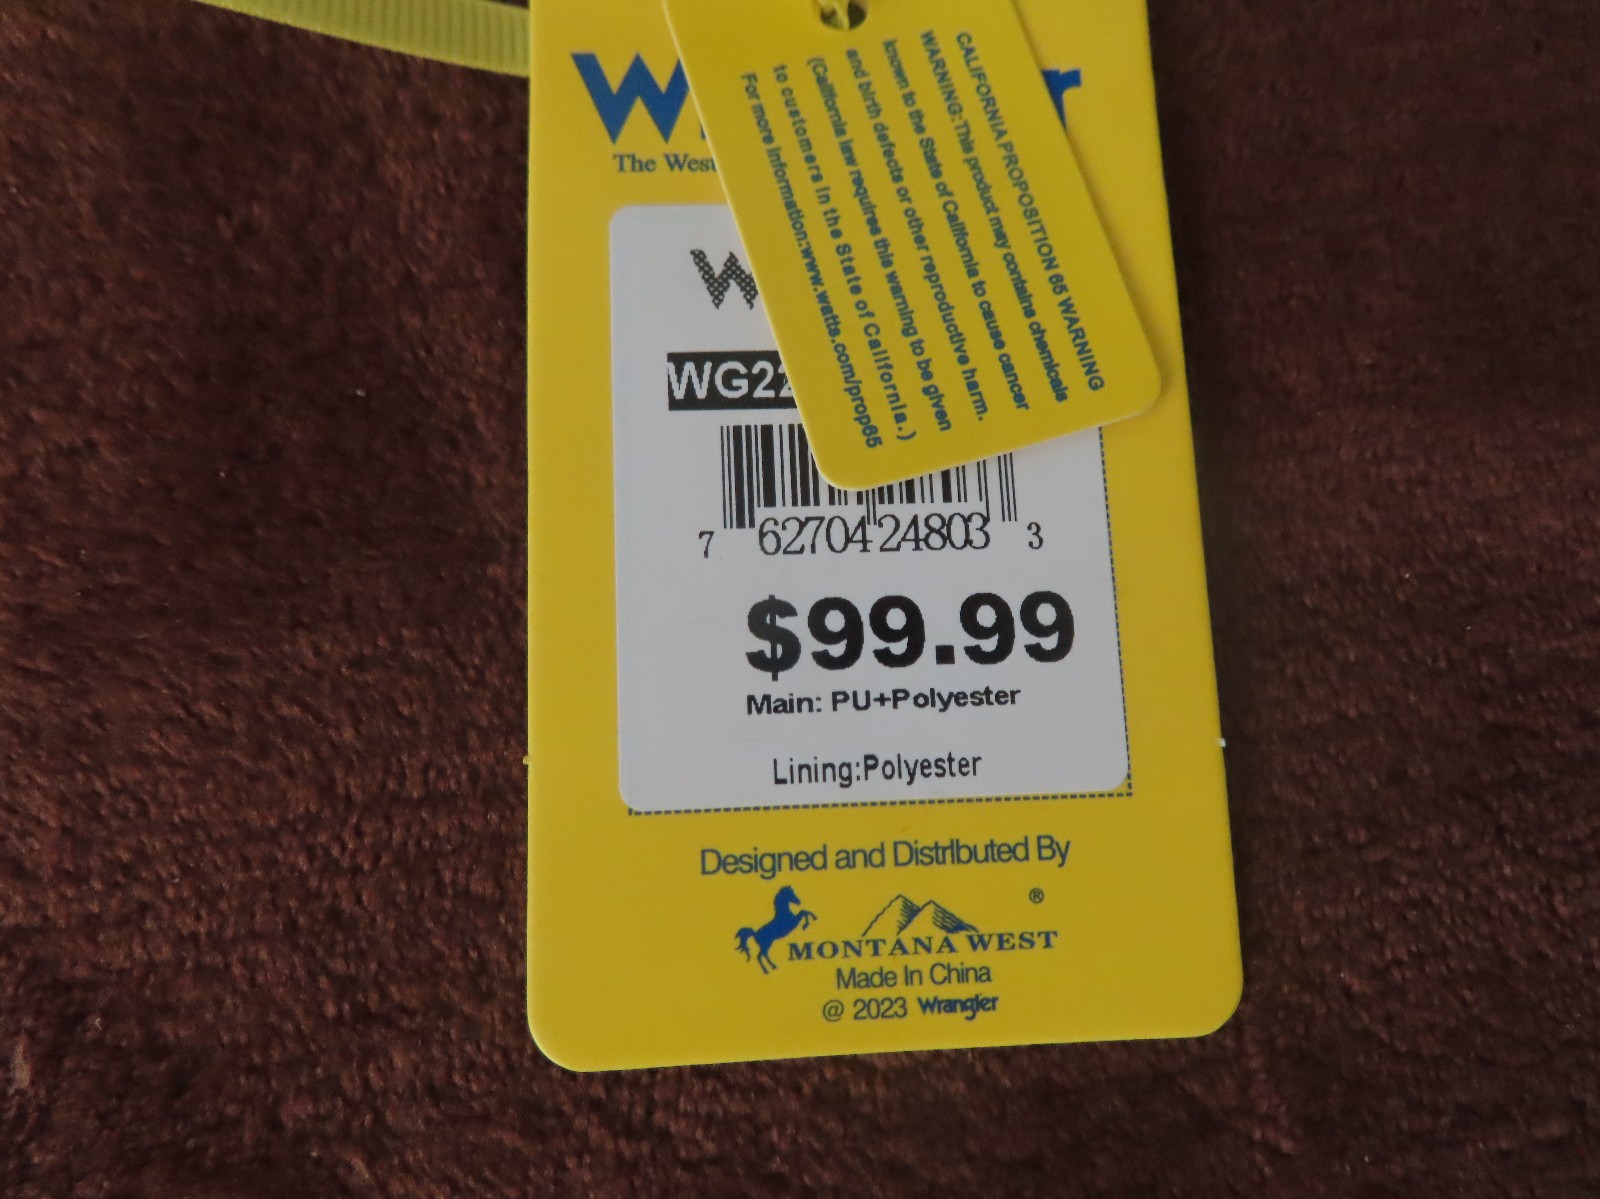 W
The West
CALIFORNIA PROPOSITION 65 WARNING
WARNING: This product may contains chemicals
known to the State of California to cause cancer
and birth defects or other reproductive harm.
(California law requires this warning to be given
to customers in the State of California.)
For more information:www.watts.com/prop65
W
WG22
7 62704 24803 3
$99.99
Main: PU+Polyester
Lining:Polyester
Designed and Distributed By
®
MONTANA WEST
Made In China
@ 2023 Wrangler